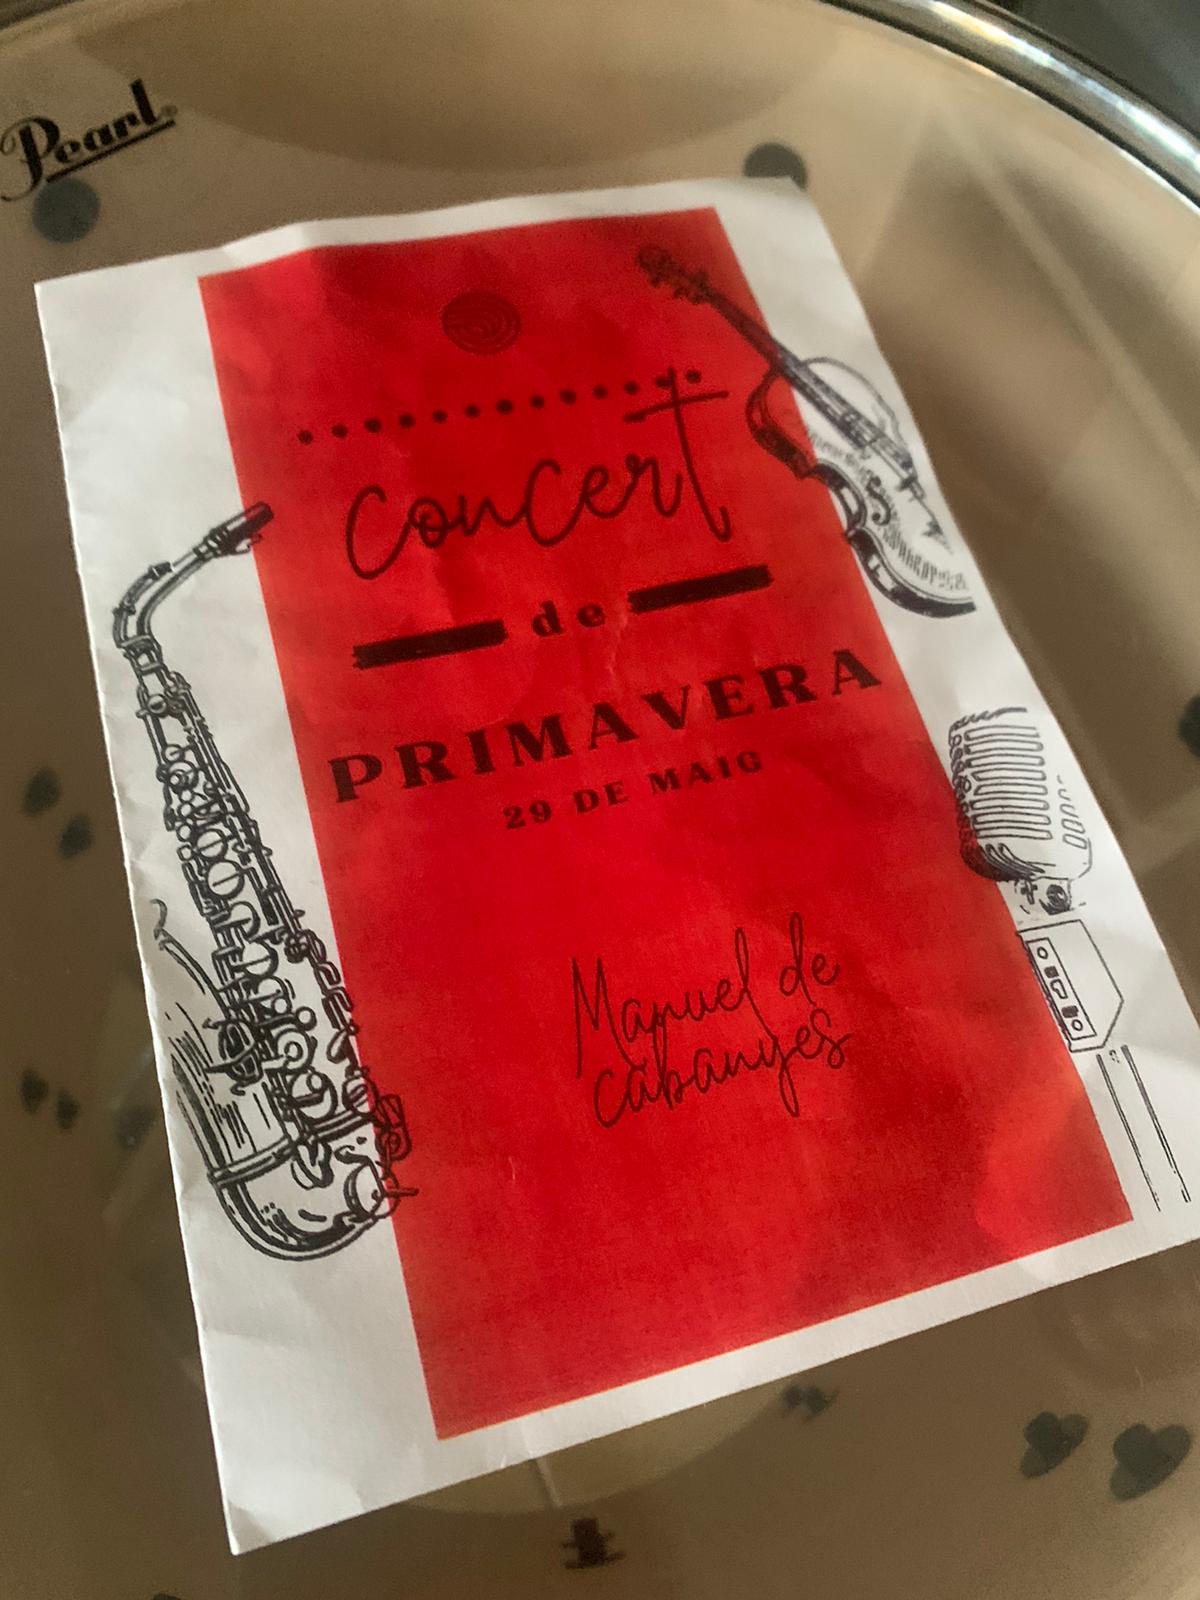 Pearl
concert
de
PRIMAVERA
29 DE MAIG
Manuel de
cabanyes